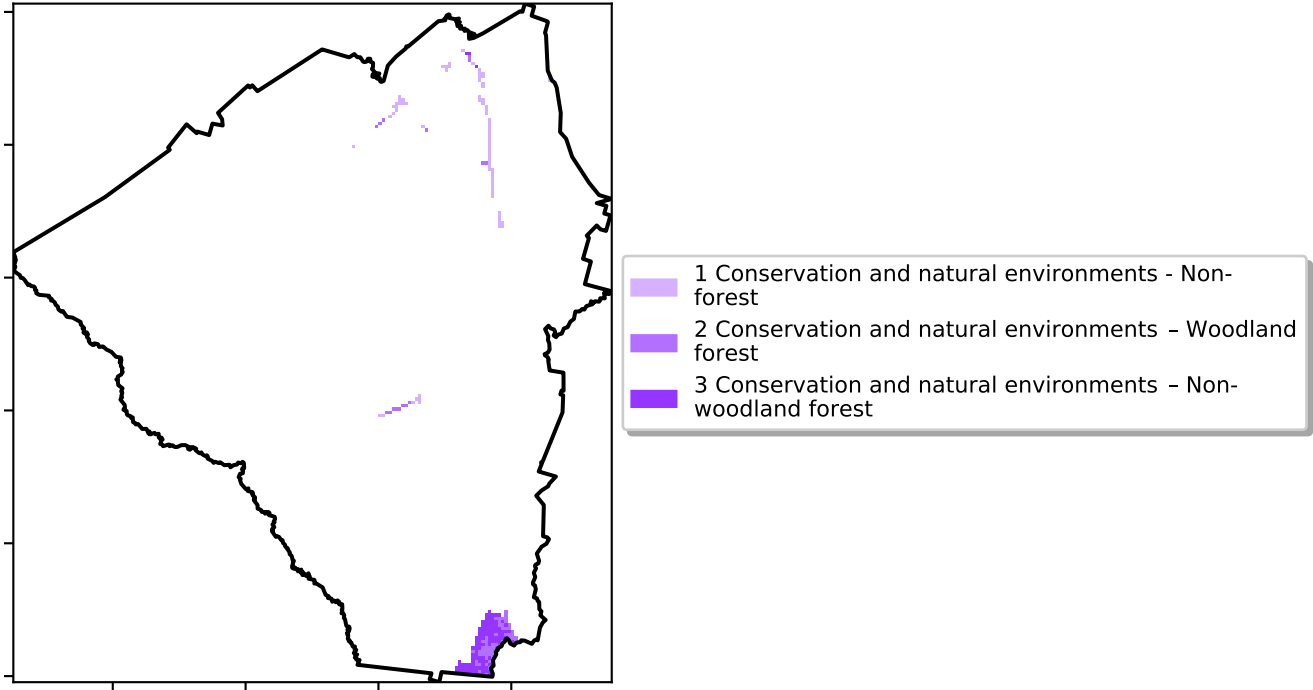 1 Conservation and natural environments - Non-
forest
2 Conservation and natural environments – Woodland
forest
3 Conservation and natural environments – Non-
woodland forest